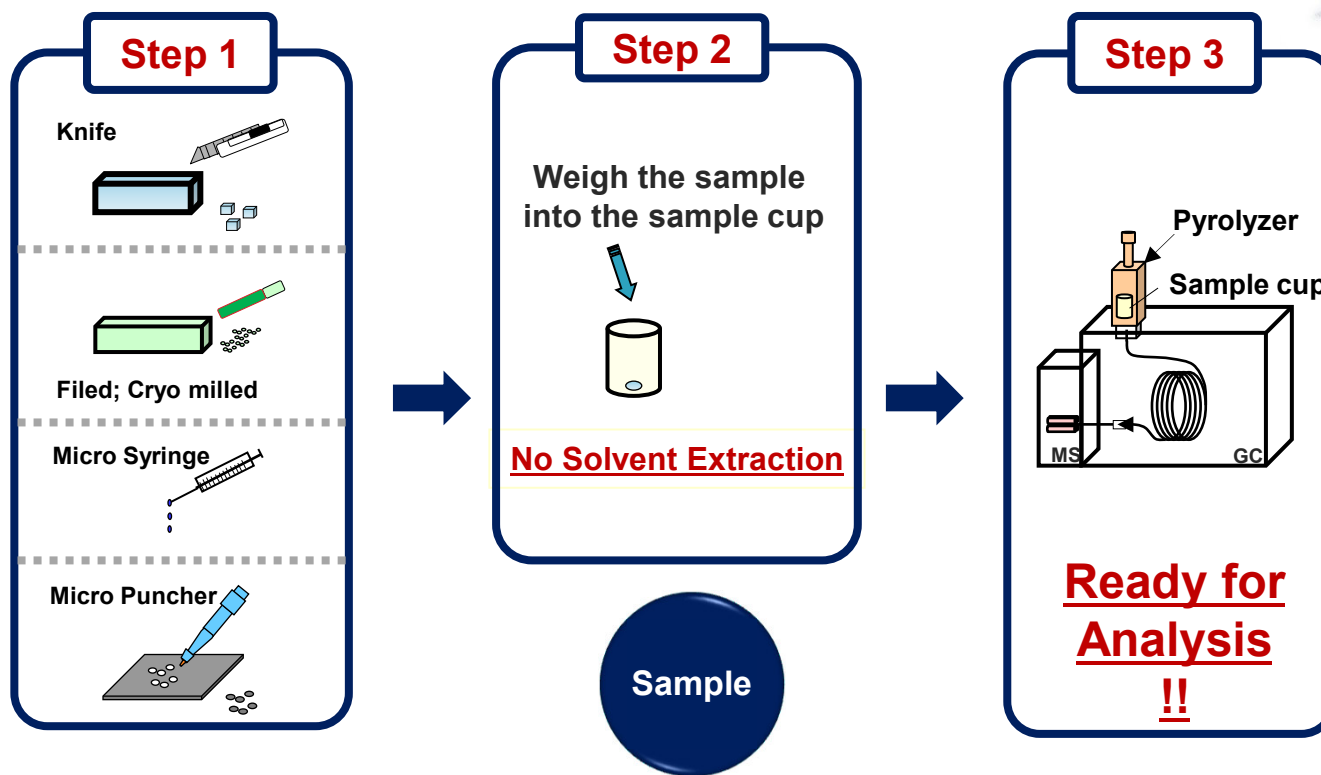 Step 1
Knife
Filed; Cryo milled
Micro Syringe
Micro Puncher
Step 2
Weigh the sample
into the sample cup
No Solvent Extraction
Sample
Step 3
Pyrolyzer
Sample cup
MS
GC
Ready for
Analysis
!!